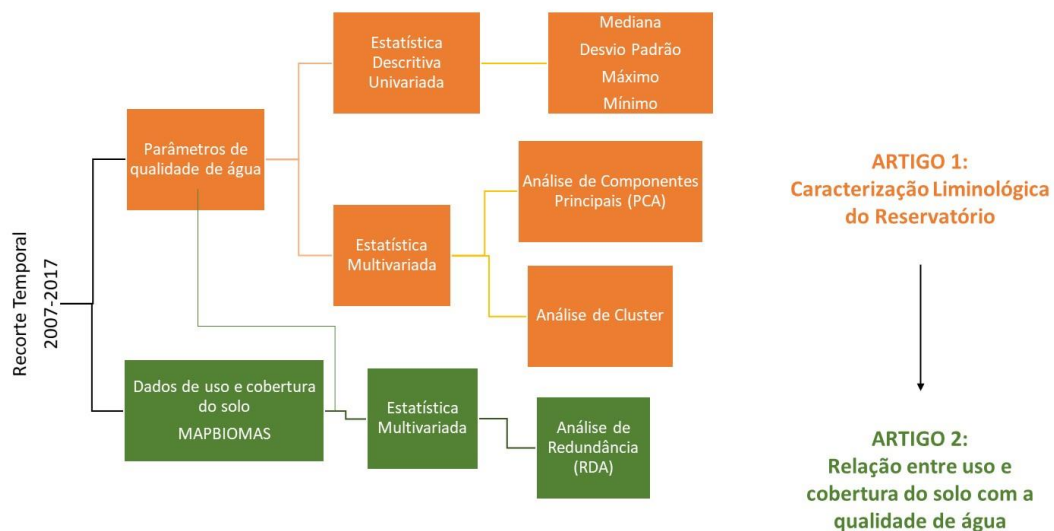 Recorte Temporal
2007-2017
Parâmetros de
qualidade de água
Estatística
Descritiva
Univariada
Mediana
Desvio Padrão
Máximo
Mínimo
Estatística
Multivariada
Análise de Componentes
Principais (PCA)
Análise de Cluster
Dados de uso e cobertura
do solo
MAPBIOMAS
Estatística
Multivariada
Análise de
Redundância
(RDA)
ARTIGO 1:
Caracterização Liminológica
do Reservatório
ARTIGO 2:
Relação entre uso e
cobertura do solo com a
qualidade de água